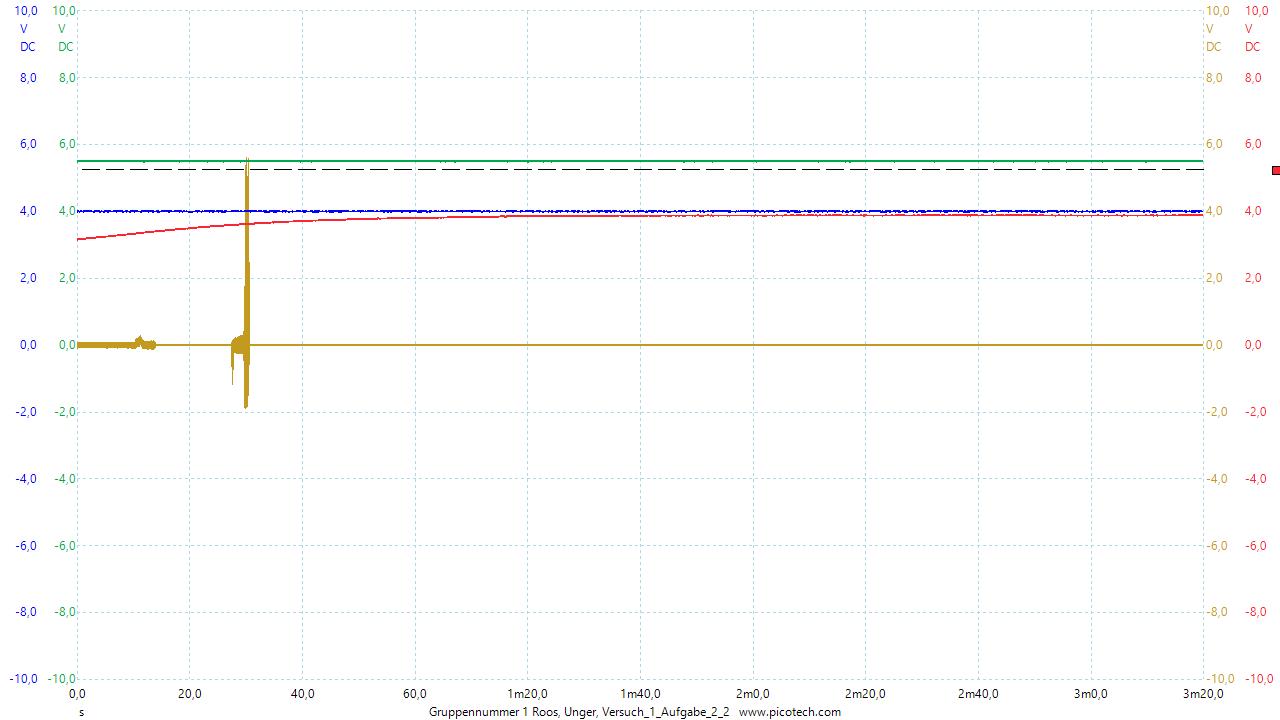 10,0 10,0 10,0 10,0
V V V V
DC DC DC DC
8,0 8,0 8,0 8,0
6,0 6,0 6,0 6,0
4,0 4,0 4,0 4,0
2,0 2,0 2,0 2,0
0,0 0,0 0,0 0,0
-2,0 -2,0 -2,0 -2,0
-4,0 -4,0 -4,0 -4,0
-6,0 -6,0 -6,0 -6,0
-8,0 -8,0 -8,0 -8,0
-10,0 -10,0 -10,0 -10,0
0,0 20,0 40,0 60,0 1m20,0 1m40,0 2m0,0 2m20,0 2m40,0 3m0,0 3m20,0
s Gruppennummer 1 Roos, Unger, Versuch_1_Aufgabe_2_2 www.picotech.com